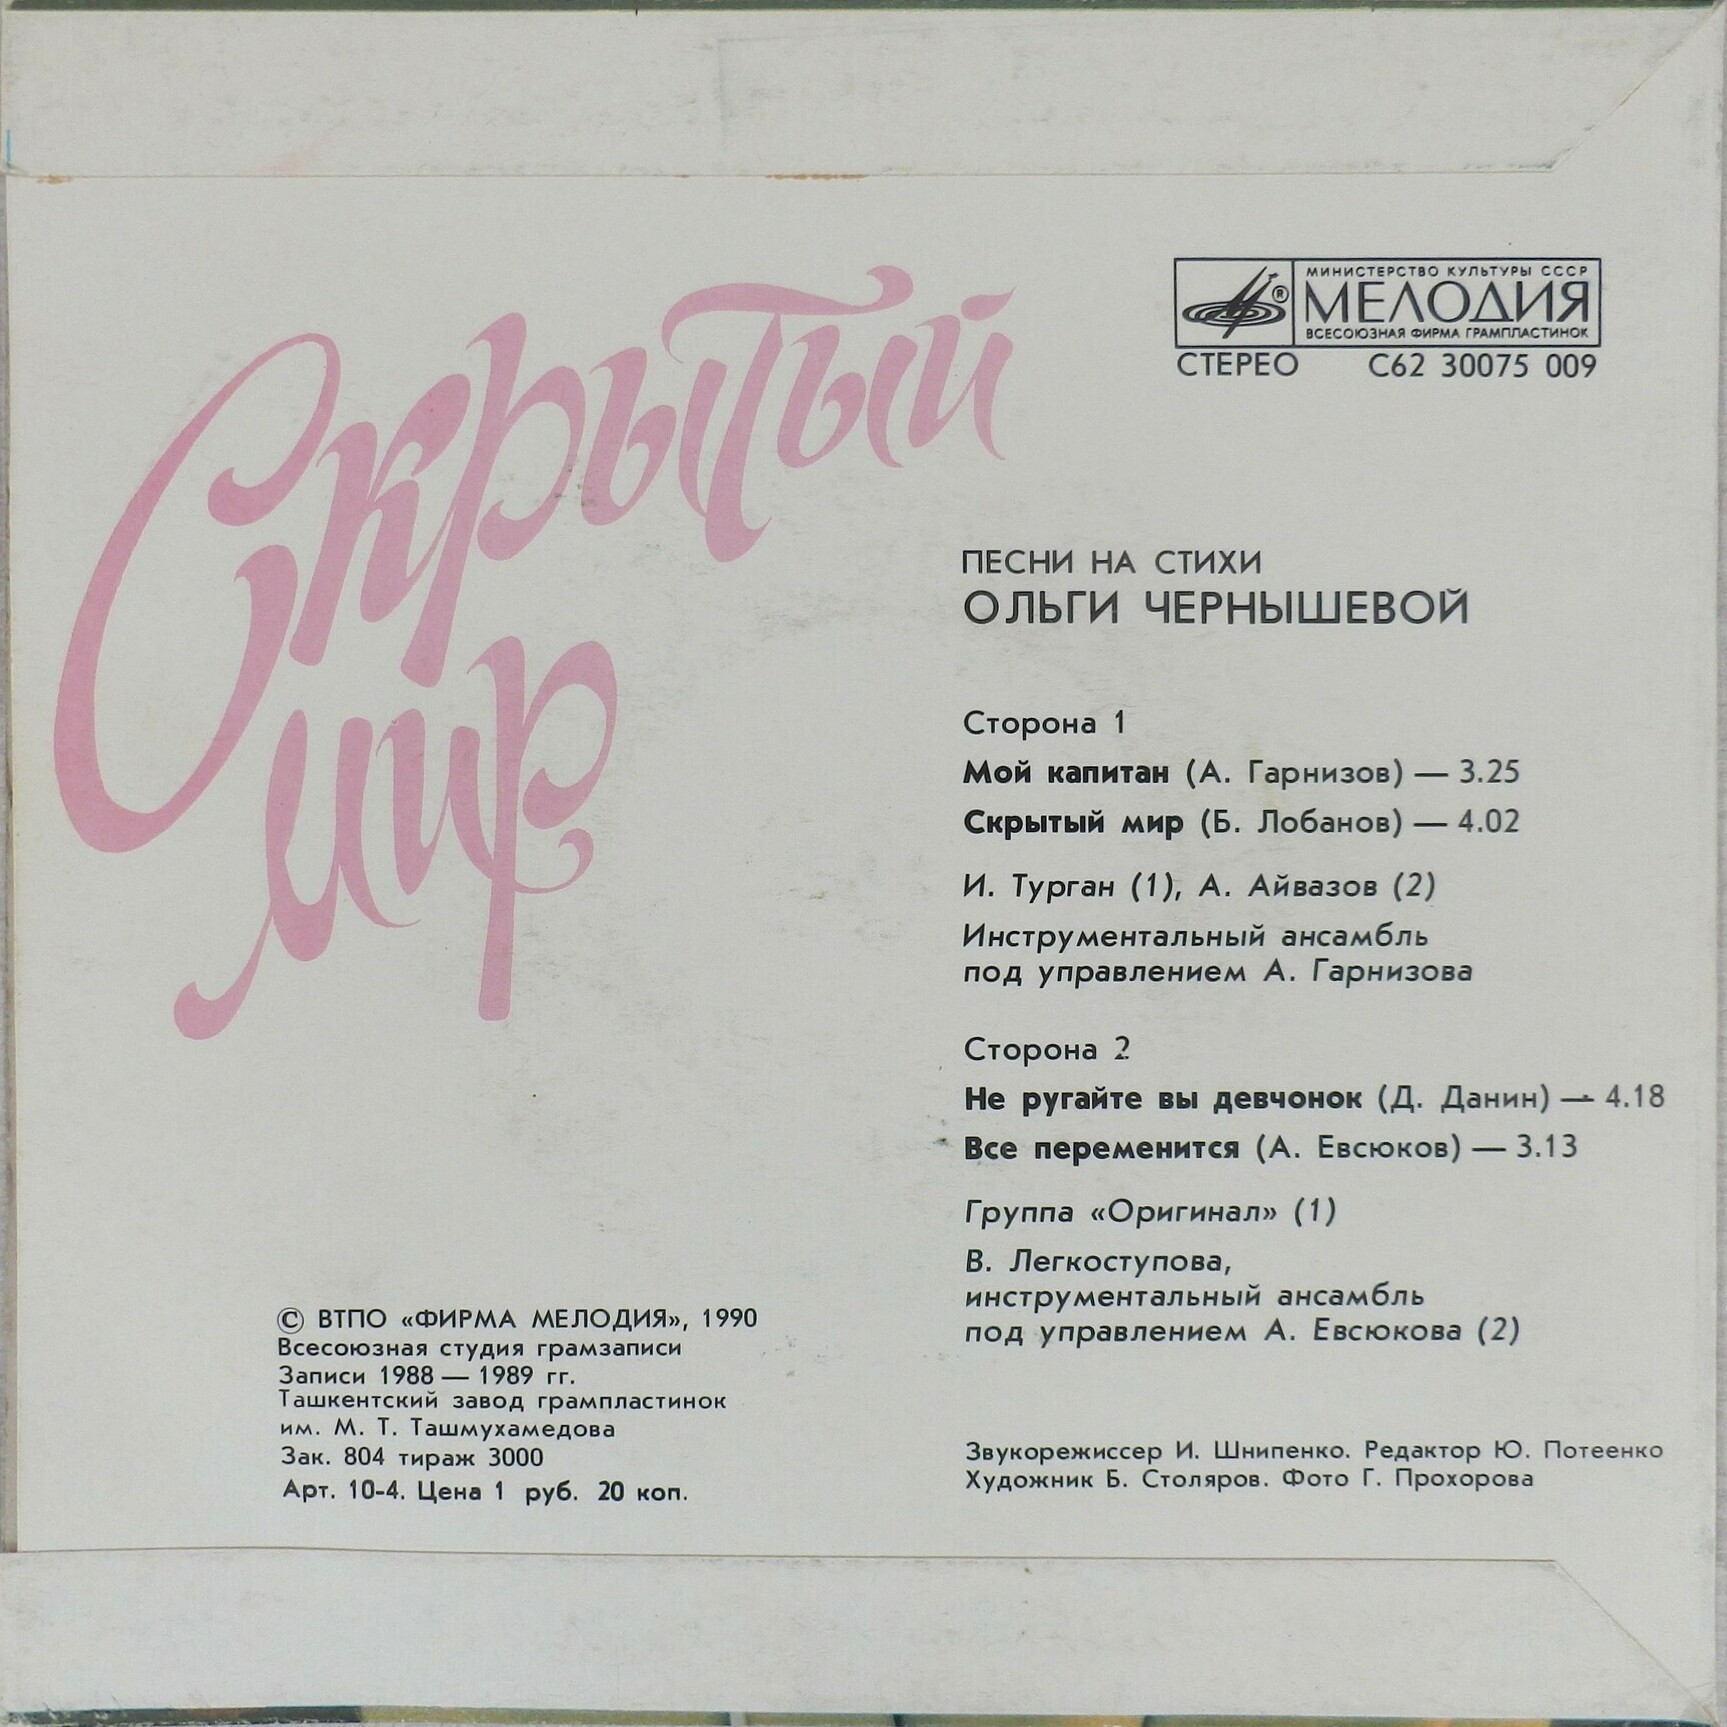 Скрытый
мир
МИНИСТЕРСТВО КУЛЬТУРЫ СССР
МЕЛОДИЯ
ВСЕСОЮЗНАЯ ФИРМА ГРАМПЛАСТИНОК
СТЕРЕО С62 30075 009
ПЕСНИ НА СТИХИ
ОЛЬГИ ЧЕРНЫШЕВОЙ
Сторона 1
Мой капитан (А. Гарнизов) — 3.25
Скрытый мир (Б. Лобанов) — 4.02
И. Турган (1), А. Айвазов (2)
Инструментальный ансамбль
под управлением А. Гарнизова
Сторона 2
Не ругайте вы девчонок (Д. Данин) — 4.18
Все переменится (А. Евсюков) — 3.13
Группа «Оригинал» (1)
В. Легкоступова,
инструментальный ансамбль
под управлением А. Евсюкова (2)
Звукорежиссер И. Шнипенко. Редактор Ю. Потеенко
Художник Б. Столяров. Фото Г. Прохорова
© ВТПО «ФИРМА МЕЛОДИЯ», 1990
Всесоюзная студия грамзаписи
Записи 1988 — 1989 гг.
Ташкентский завод грампластинок
им. М. Т. Ташмухамедова
Зак. 804 тираж 3000
Арт. 10-4. Цена 1 руб. 20 коп.